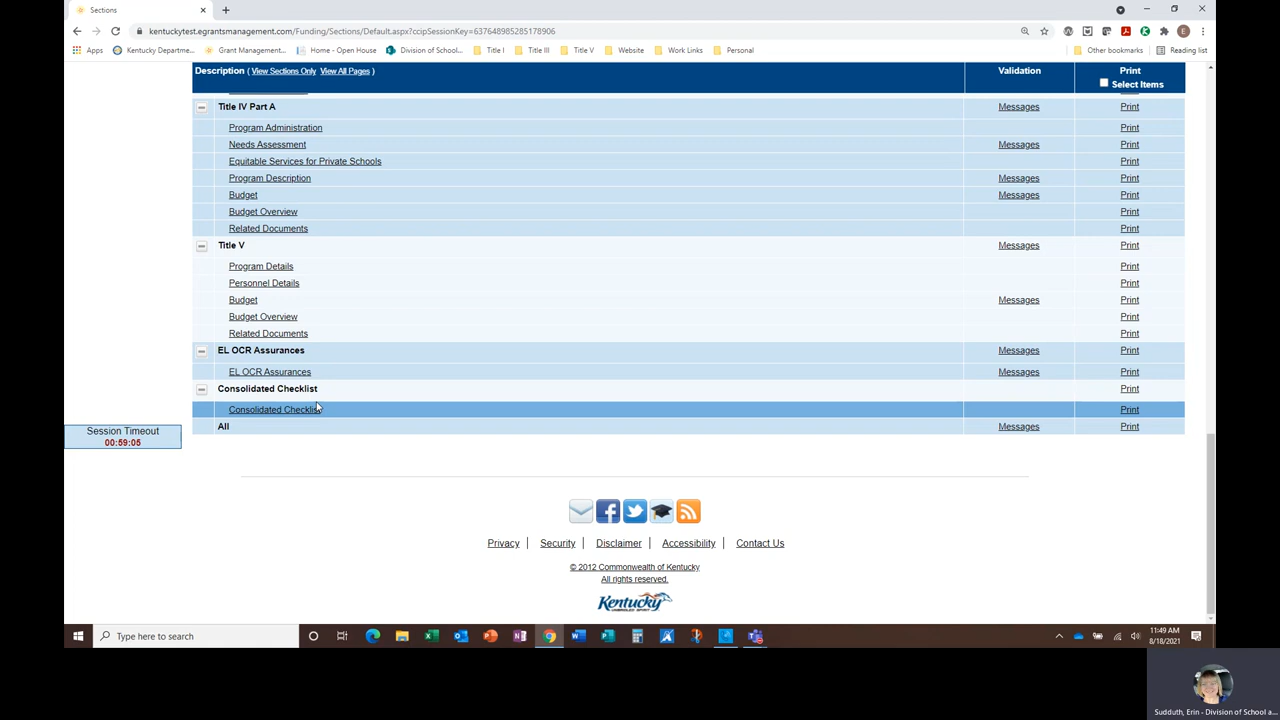 Sections
kentuckytest.egrantsmanagement.com/Funding/Sections/Default.aspx?ccipSessionKey=637648985285178906
Apps Kentucky Departme... Grant Management... Home - Open House Division of School... Title I Title III Title V Website Work Links Personal Other bookmarks Reading list
Description ( View Sections Only View All Pages ) Validation Print
Select Items
Title IV Part A Messages Print
Program Administration Print
Needs Assessment Messages Print
Equitable Services for Private Schools Print
Program Description Messages Print
Budget Messages Print
Budget Overview Print
Related Documents Print
Title V Messages Print
Program Details Print
Personnel Details Print
Budget Messages Print
Budget Overview Print
Related Documents Print
EL OCR Assurances Messages Print
EL OCR Assurances Messages Print
Consolidated Checklist Print
Consolidated Checklist Print
All Messages Print
Session Timeout
00:59:05
Privacy | Security | Disclaimer | Accessibility | Contact Us
© 2012 Commonwealth of Kentucky
All rights reserved.
Kentucky
Type here to search
11:49 AM
8/18/2021
Sudduth, Erin - Division of School a...